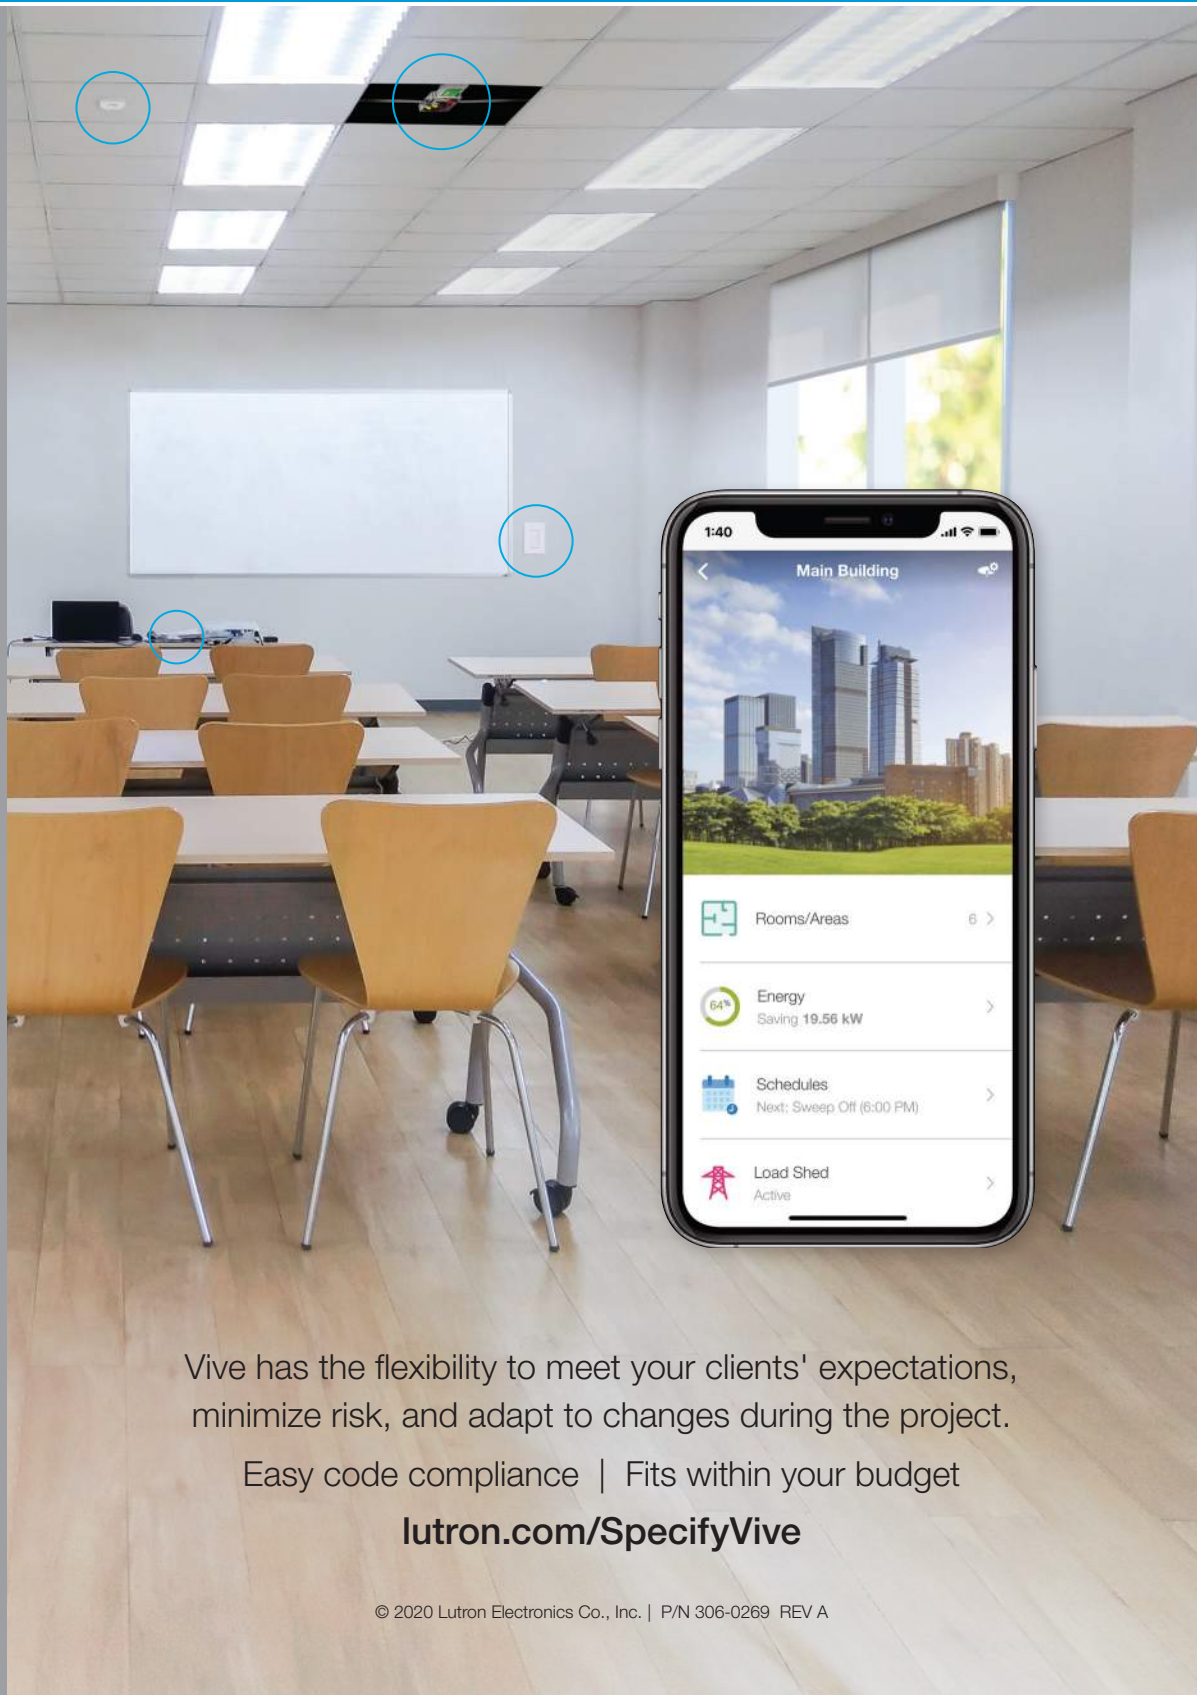 1:40
Main Building
Rooms/Areas 6
64%
Energy
Saving 19.56 kW
Schedules
Next: Sweep Off (6:00 PM)
Load Shed
Active
Vive has the flexibility to meet your clients' expectations,
minimize risk, and adapt to changes during the project.
Easy code compliance | Fits within your budget
lutron.com/SpecifyVive
© 2020 Lutron Electronics Co., Inc. | P/N 306-0269 REV A